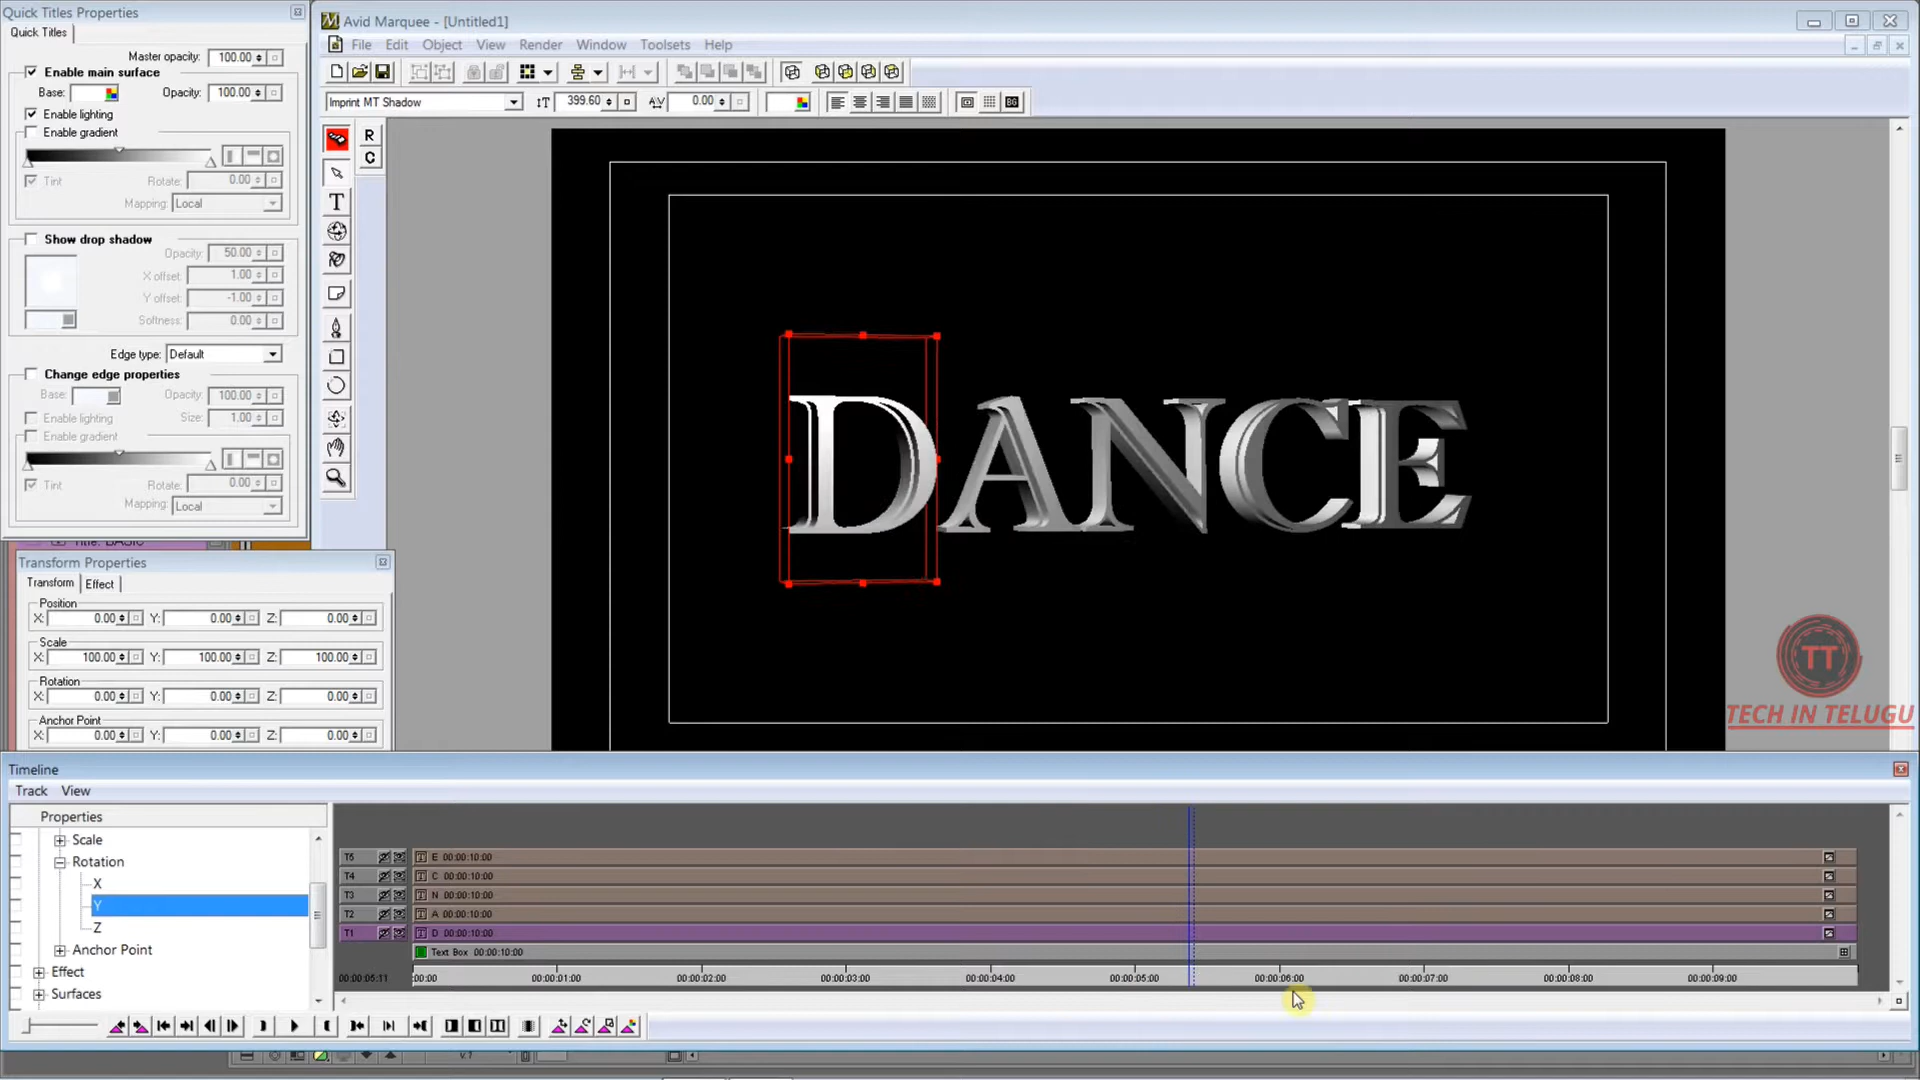 Quick Titles Properties
Quick Titles
Master opacity: 100.00
Enable main surface
Base: Opacity: 100.00
Enable lighting
Enable gradient
Tint Rotate: 0.00
Mapping: Local
Show drop shadow
Opacity: 50.00
X offset: 1.00
Y offset: -1.00
Softness: 0.00
Edge type: Default
Change edge properties
Base: Opacity: 100.00
Enable lighting Size: 1.00
Enable gradient
Tint Rotate: 0.00
Mapping: Local
Title: BASIC
Avid Marquee - [Untitled1]
File Edit Object View Render Window Toolsets Help
Imprint MT Shadow 399.60 AV 0.00 BG
R
C
T
DANCE
TT
TECH IN TELUGU
Transform Properties
Transform Effect
Position
X: 0.00 Y: 0.00 Z: 0.00
Scale
X: 100.00 Y: 100.00 Z: 100.00
Rotation
X: 0.00 Y: 0.00 Z: 0.00
Anchor Point
X: 0.00 Y: 0.00 Z: 0.00
Timeline
Track View
Properties
Scale
Rotation
X
Y
Z
Anchor Point
Effect
Surfaces
T5 E 00:00:10:00
T4 C 00:00:10:00
T3 N 00:00:10:00
T2 A 00:00:10:00
T1 D 00:00:10:00
Text Box 00:00:10:00
00:00:05:11 :00:00 00:00:01:00 00:00:02:00 00:00:03:00 00:00:04:00 00:00:05:00 00:00:06:00 00:00:07:00 00:00:08:00 00:00:09:00
V.7